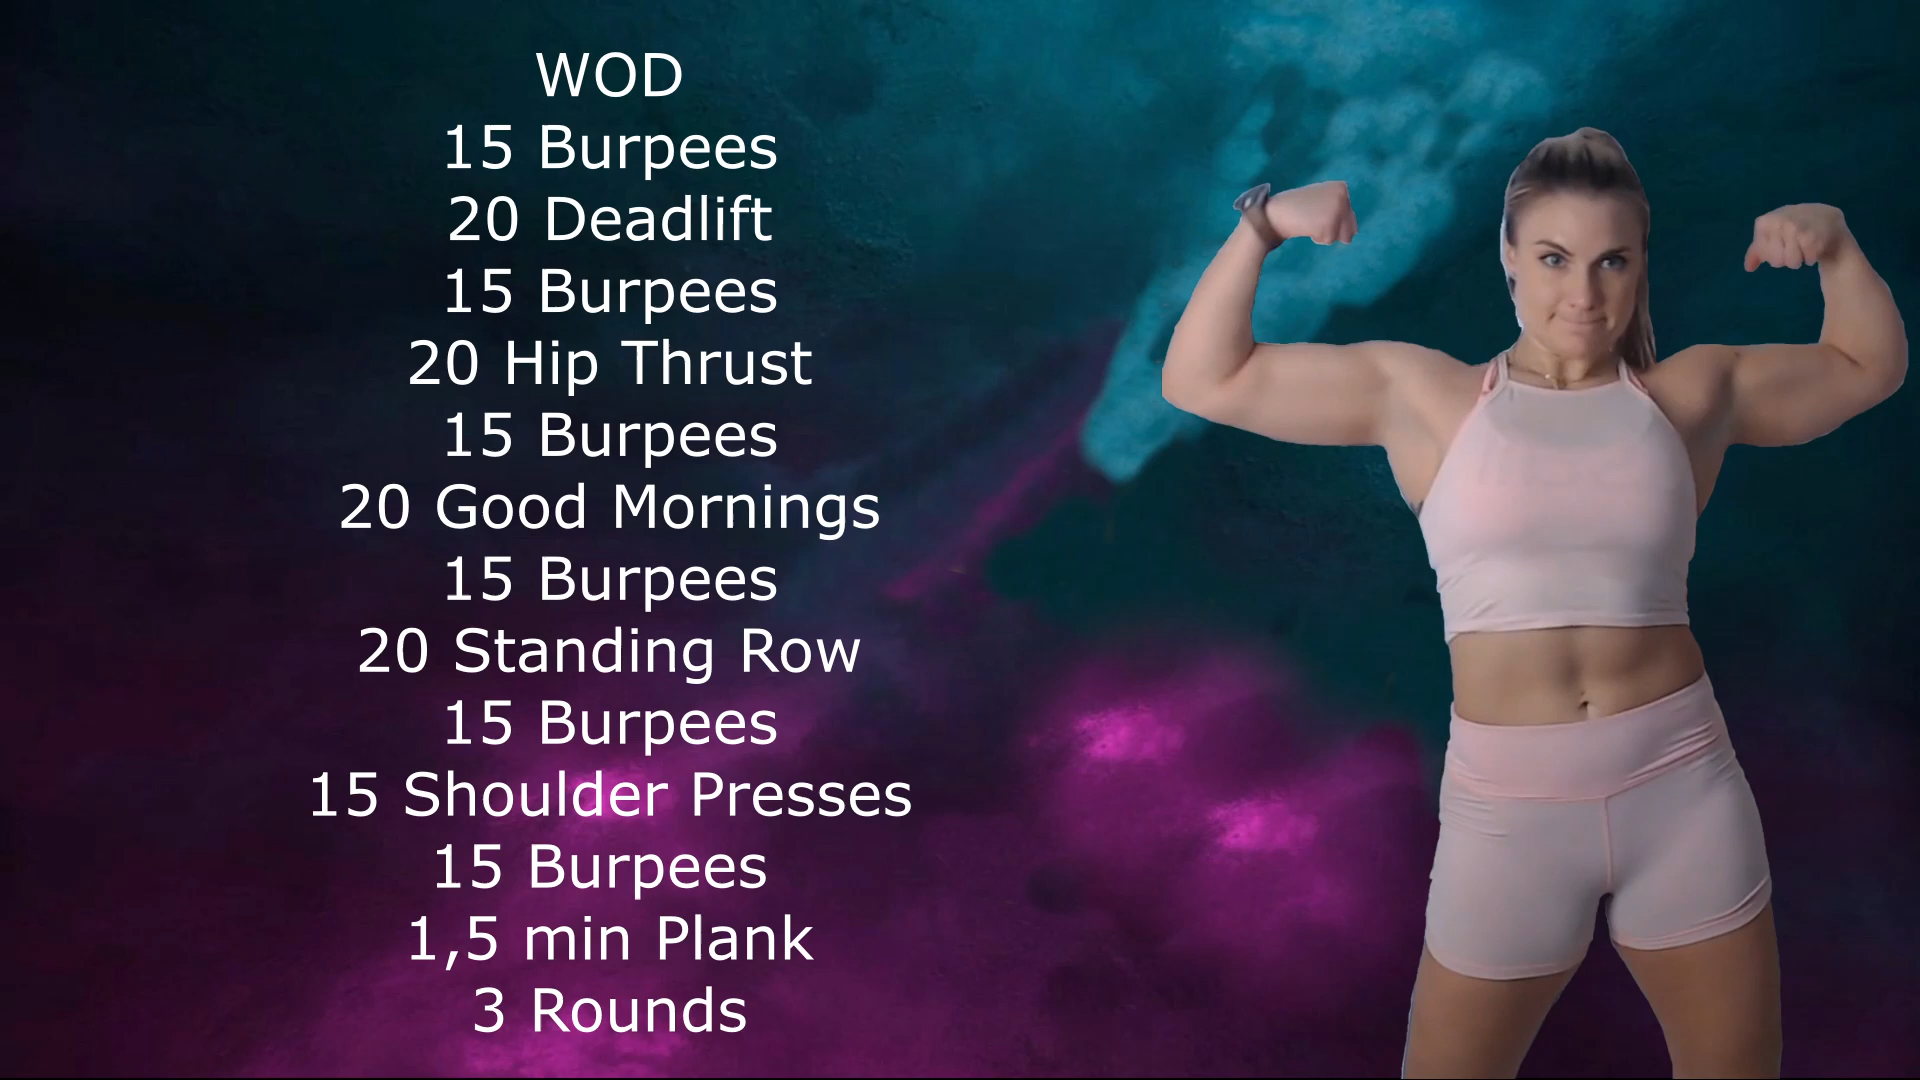 WOD
15 Burpees
20 Deadlift
15 Burpees
20 Hip Thrust
15 Burpees
20 Good Mornings
15 Burpees
20 Standing Row
15 Burpees
15 Shoulder Presses
15 Burpees
1,5 min Plank
3 Rounds